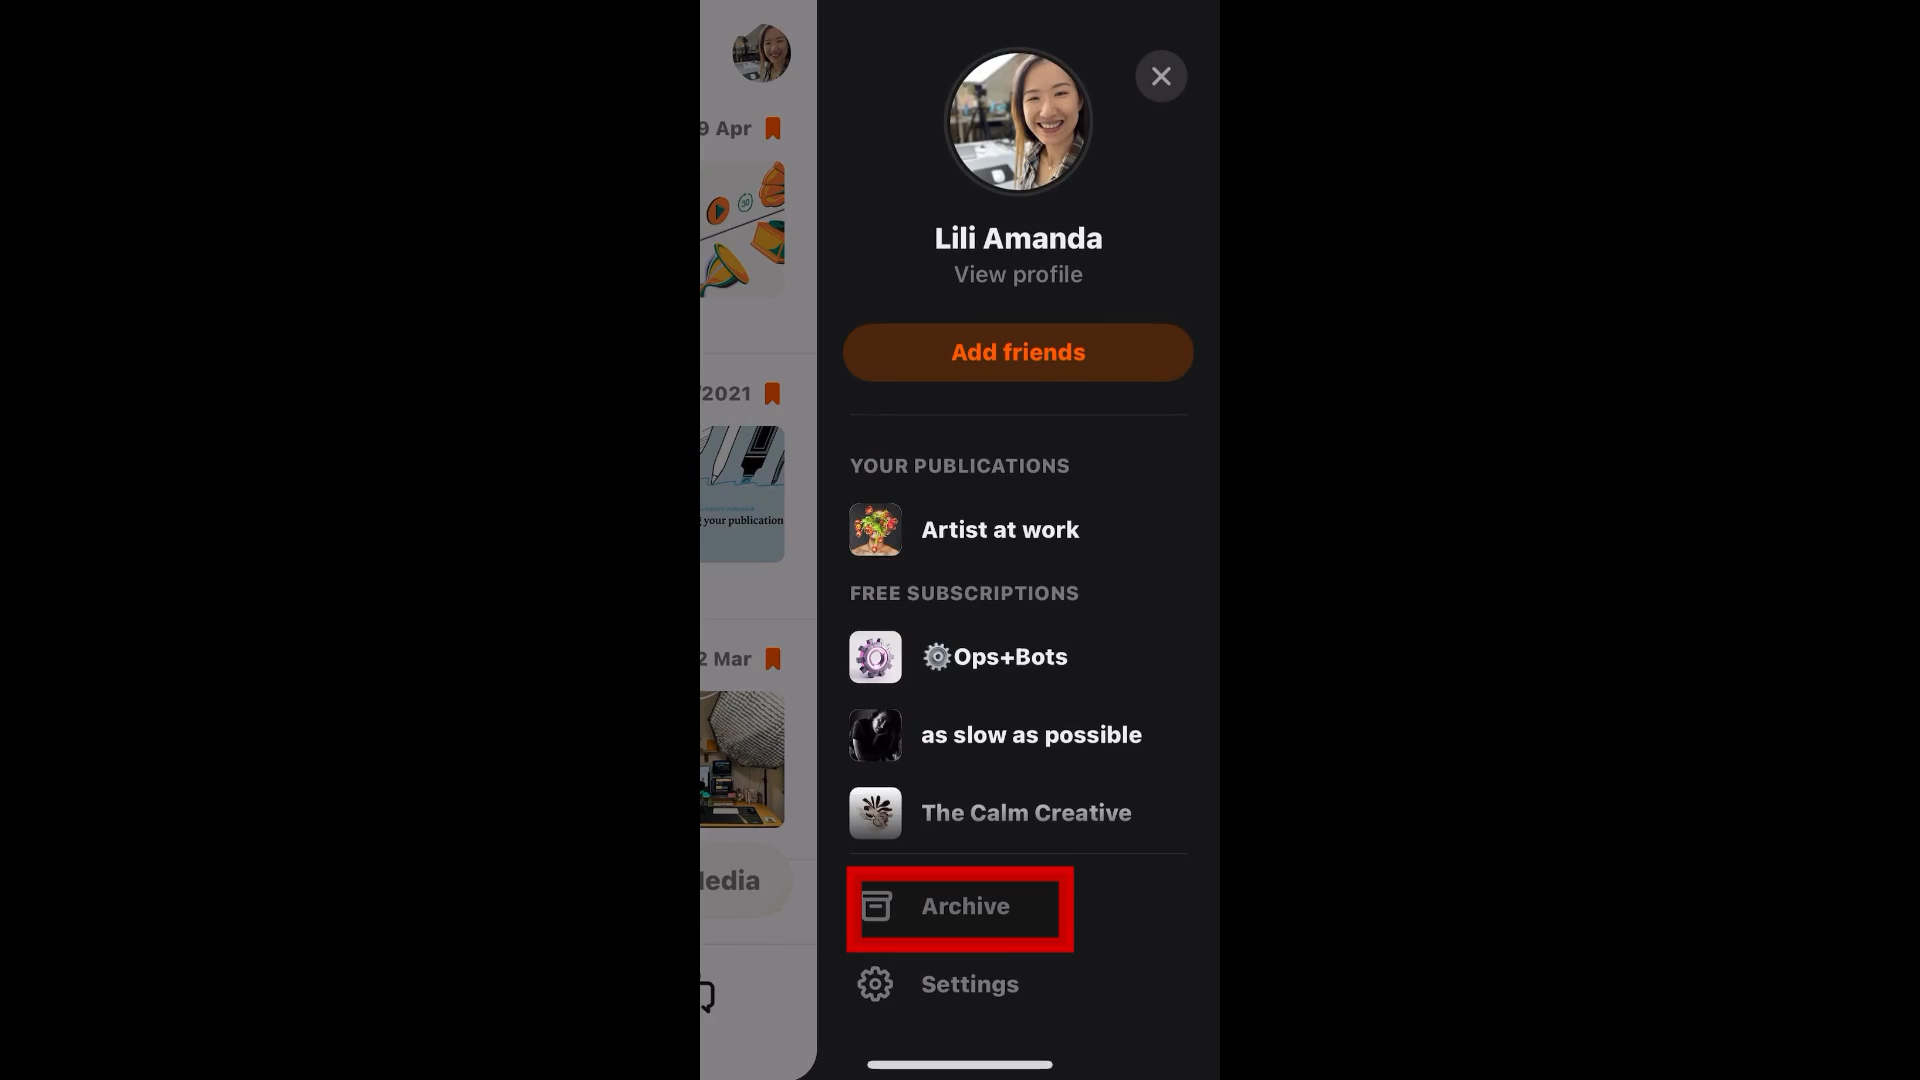 Lili Amanda
View profile
Add friends
YOUR PUBLICATIONS
Artist at work
FREE SUBSCRIPTIONS
Ops+Bots
as slow as possible
The Calm Creative
Archive
Settings
9 Apr
30
/2021
your publication
2 Mar
edia